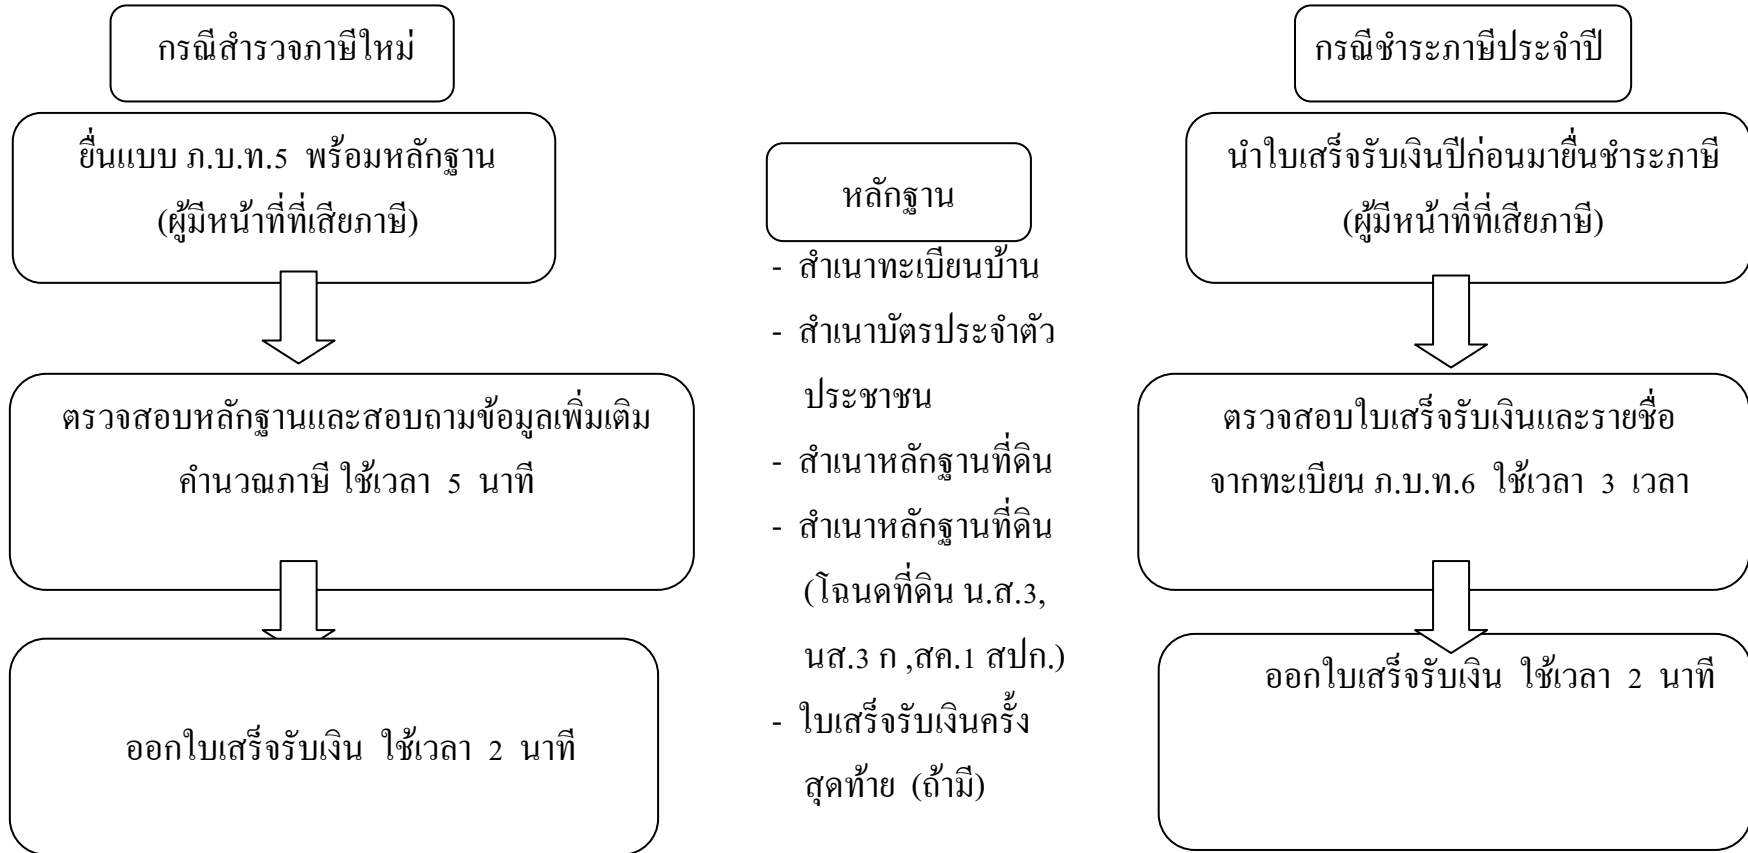 กรณีสำรวจภาษีใหม่
ยื่นแบบ ภ.บ.ท.5 พร้อมหลักฐาน
(ผู้มีหน้าที่ที่เสียภาษี)
ตรวจสอบหลักฐานและสอบถามข้อมูลเพิ่มเติม
คำนวณภาษี ใช้เวลา 5 นาที
ออกใบเสร็จรับเงิน ใช้เวลา 2 นาที
หลักฐาน
- สำเนาทะเบียนบ้าน
- สำเนาบัตรประจำตัว
ประชาชน
- สำเนาหลักฐานที่ดิน
- สำเนาหลักฐานที่ดิน
(โฉนดที่ดิน น.ส.3,
นส.3 ก ,สค.1 สปก.)
- ใบเสร็จรับเงินครั้ง
สุดท้าย (ถ้ามี)
กรณีชำระภาษีประจำปี
นำใบเสร็จรับเงินปีก่อนมายื่นชำระภาษี
(ผู้มีหน้าที่ที่เสียภาษี)
ตรวจสอบใบเสร็จรับเงินและรายชื่อ
จากทะเบียน ภ.บ.ท.6 ใช้เวลา 3 เวลา
ออกใบเสร็จรับเงิน ใช้เวลา 2 นาที